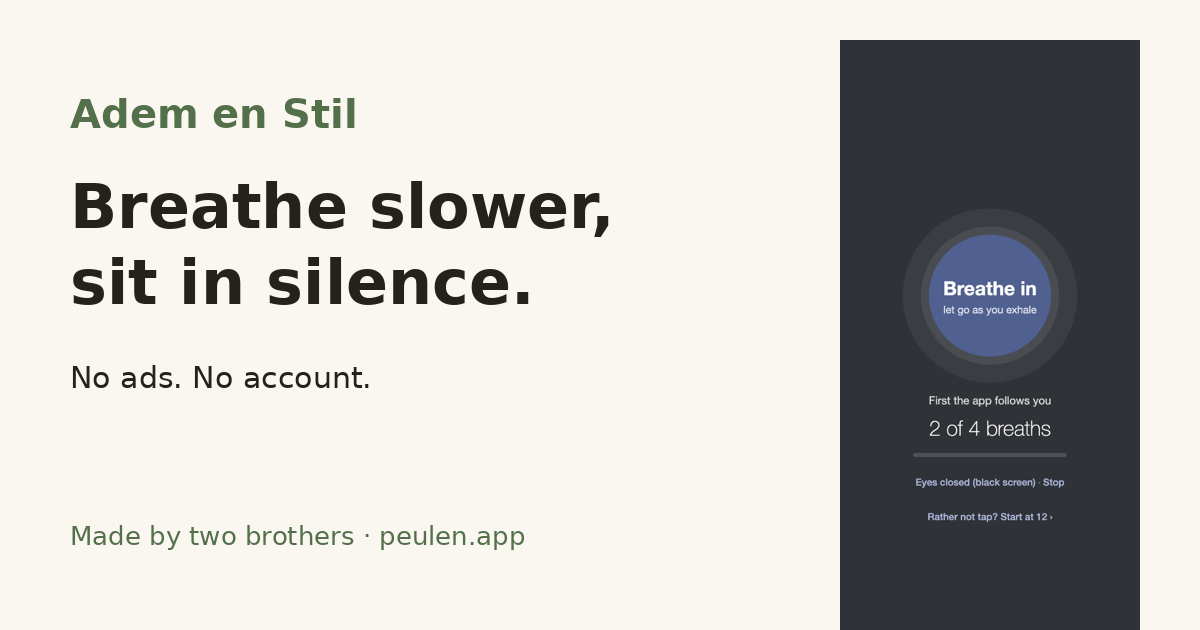 Adem en Stil
Breathe slower,
sit in silence.
No ads. No account.
Made by two brothers · peulen.app
Breathe in
let go as you exhale
First the app follows you
2 of 4 breaths
Eyes closed (black screen) · Stop
Rather not tap? Start at 12 ›